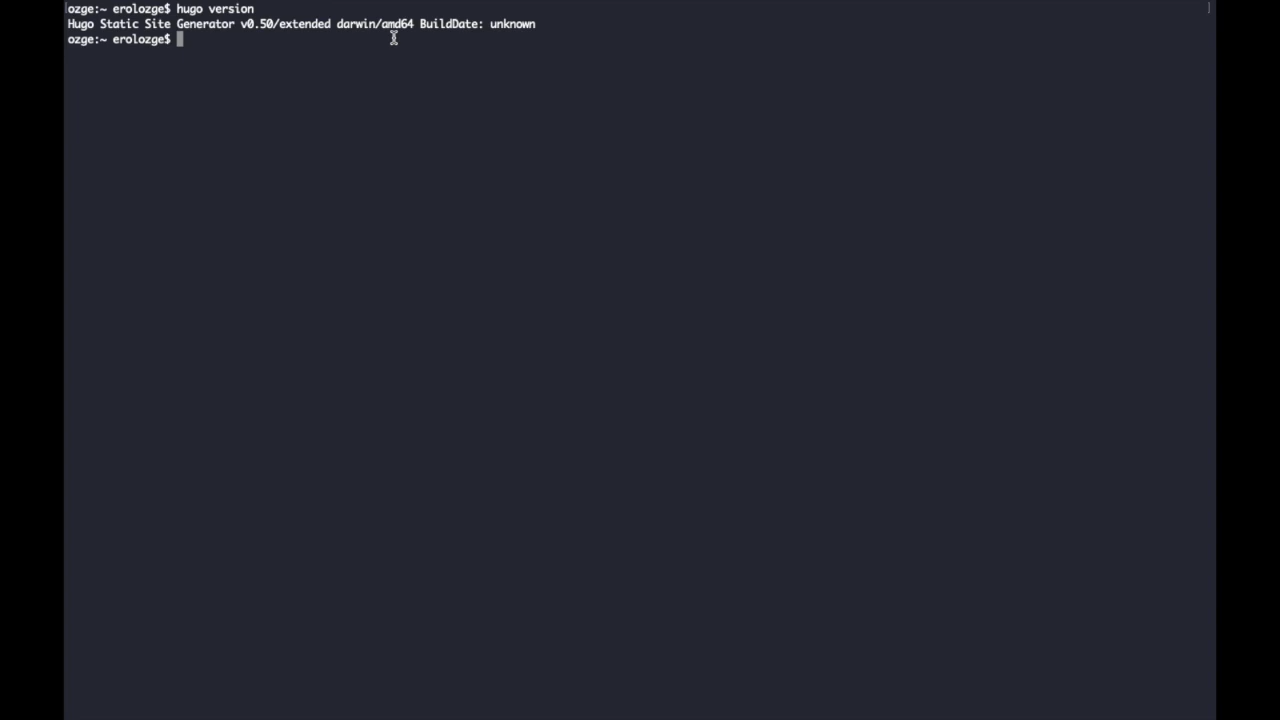 ozge:~ erolozge$ hugo version
Hugo Static Site Generator v0.50/extended darwin/amd64 BuildDate: unknown
ozge:~ erolozge$